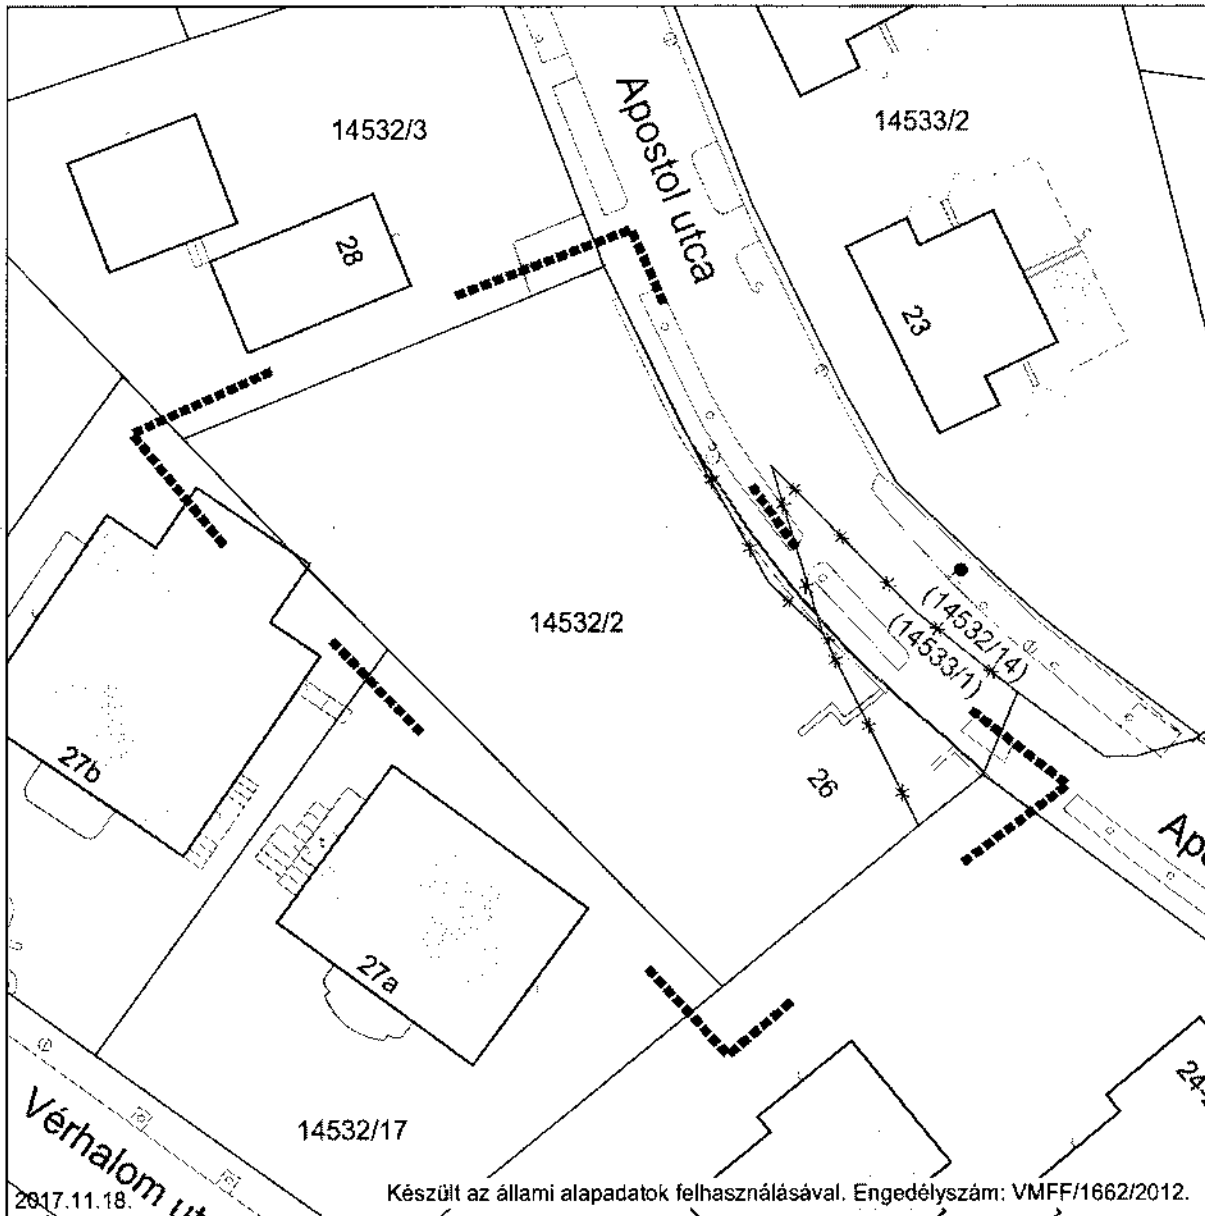 14532/3
14533/2
Apostol utca
28
23
14532/2
(14532/14)
(14533/1)
27b
26
27a
14532/17
Vérhalom
2017.11.18.
Készült az állami alapadatok felhasználásával. Engedélyszám: VMFF/1662/2012.